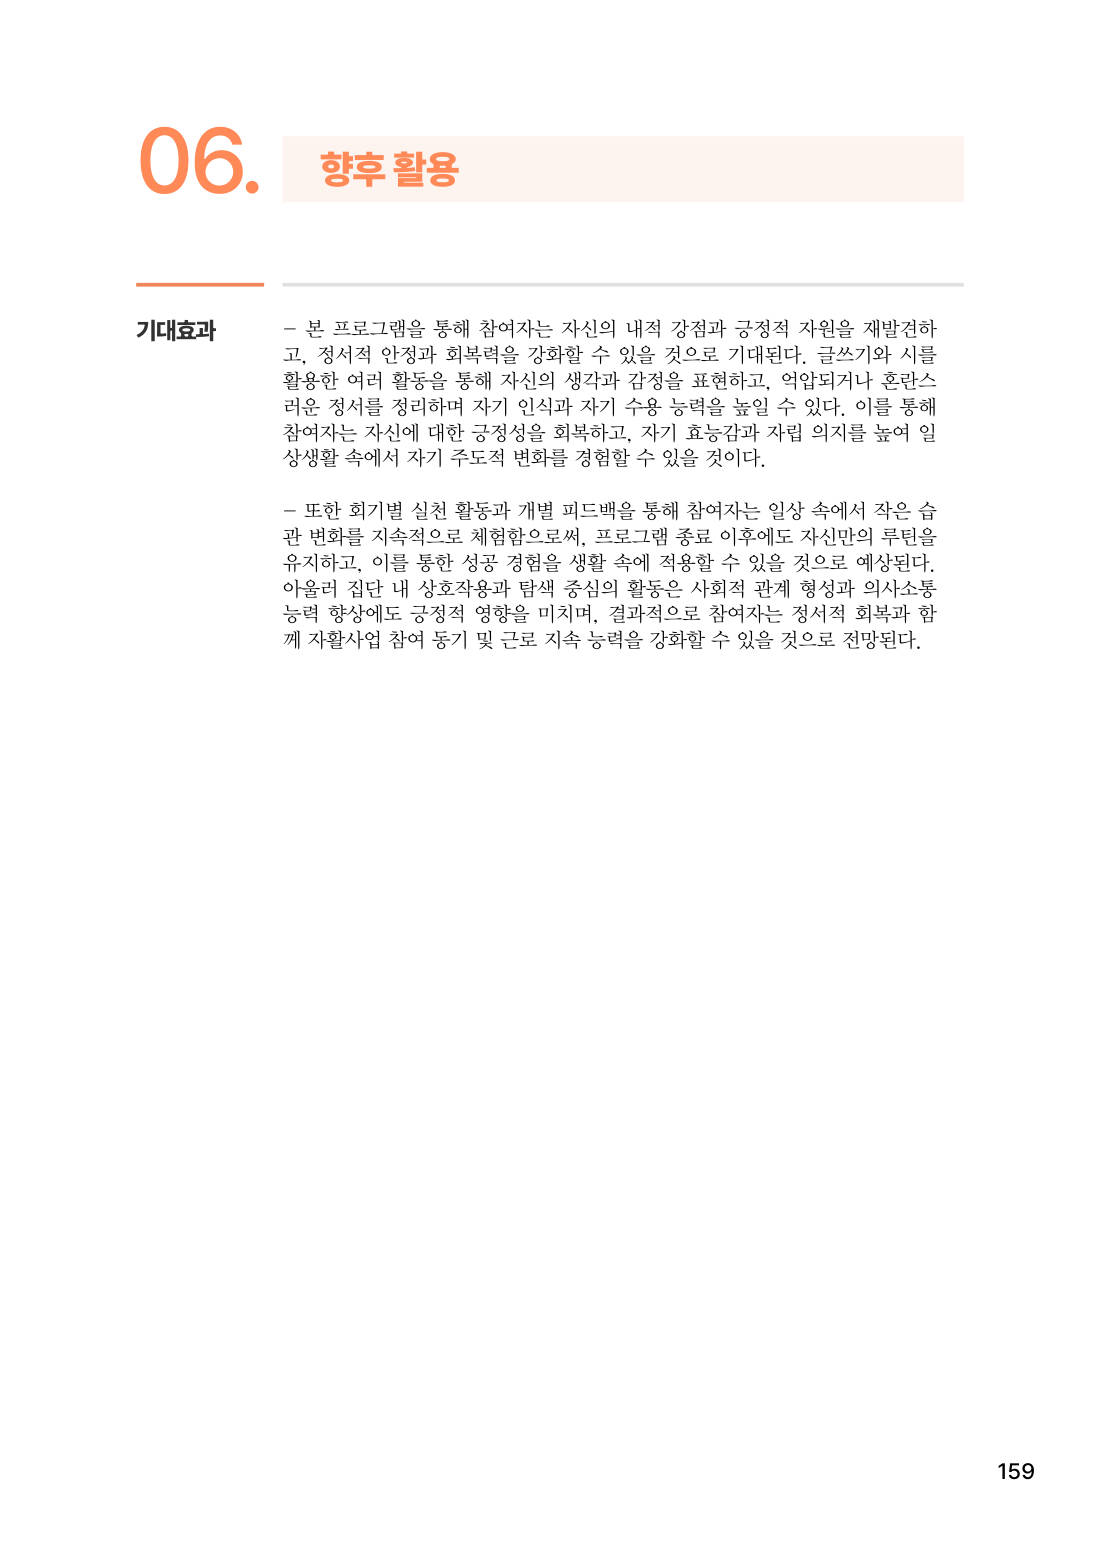 06.
향후 활용
기대효과
– 본 프로그램을 통해 참여자는 자신의 내적 강점과 긍정적 자원을 재발견하
고, 정서적 안정과 회복력을 강화할 수 있을 것으로 기대된다. 글쓰기와 시를
활용한 여러 활동을 통해 자신의 생각과 감정을 표현하고, 억압되거나 혼란스
러운 정서를 정리하며 자기 인식과 자기 수용 능력을 높일 수 있다. 이를 통해
참여자는 자신에 대한 긍정성을 회복하고, 자기 효능감과 자립 의지를 높여 일
상생활 속에서 자기 주도적 변화를 경험할 수 있을 것이다.
– 또한 회기별 실천 활동과 개별 피드백을 통해 참여자는 일상 속에서 작은 습
관 변화를 지속적으로 체험함으로써, 프로그램 종료 이후에도 자신만의 루틴을
유지하고, 이를 통한 성공 경험을 생활 속에 적용할 수 있을 것으로 예상된다.
아울러 집단 내 상호작용과 탐색 중심의 활동은 사회적 관계 형성과 의사소통
능력 향상에도 긍정적 영향을 미치며, 결과적으로 참여자는 정서적 회복과 함
께 자활사업 참여 동기 및 근로 지속 능력을 강화할 수 있을 것으로 전망된다.
159